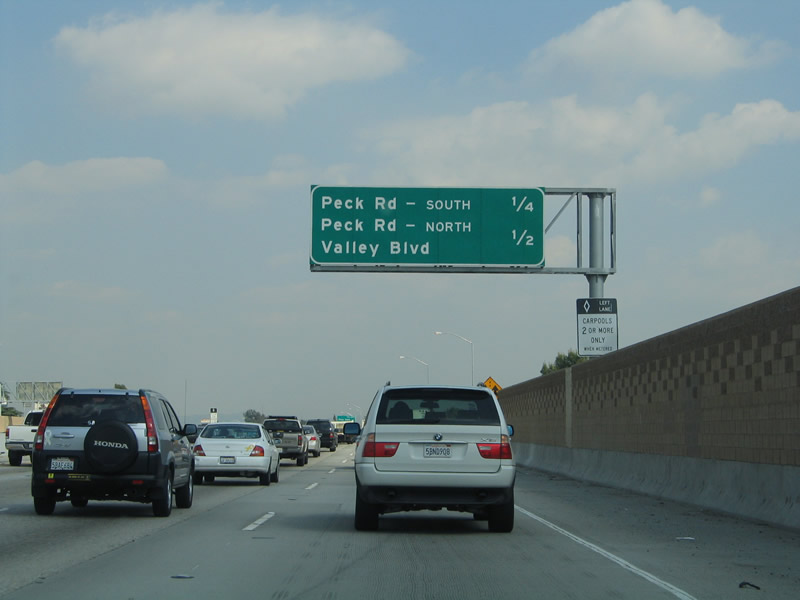 Peck Rd – SOUTH 1/4
Peck Rd – NORTH
Valley Blvd 1/2
LEFT
LANE
CARPOOLS
2 OR MORE
ONLY
WHEN METERED
HONDA